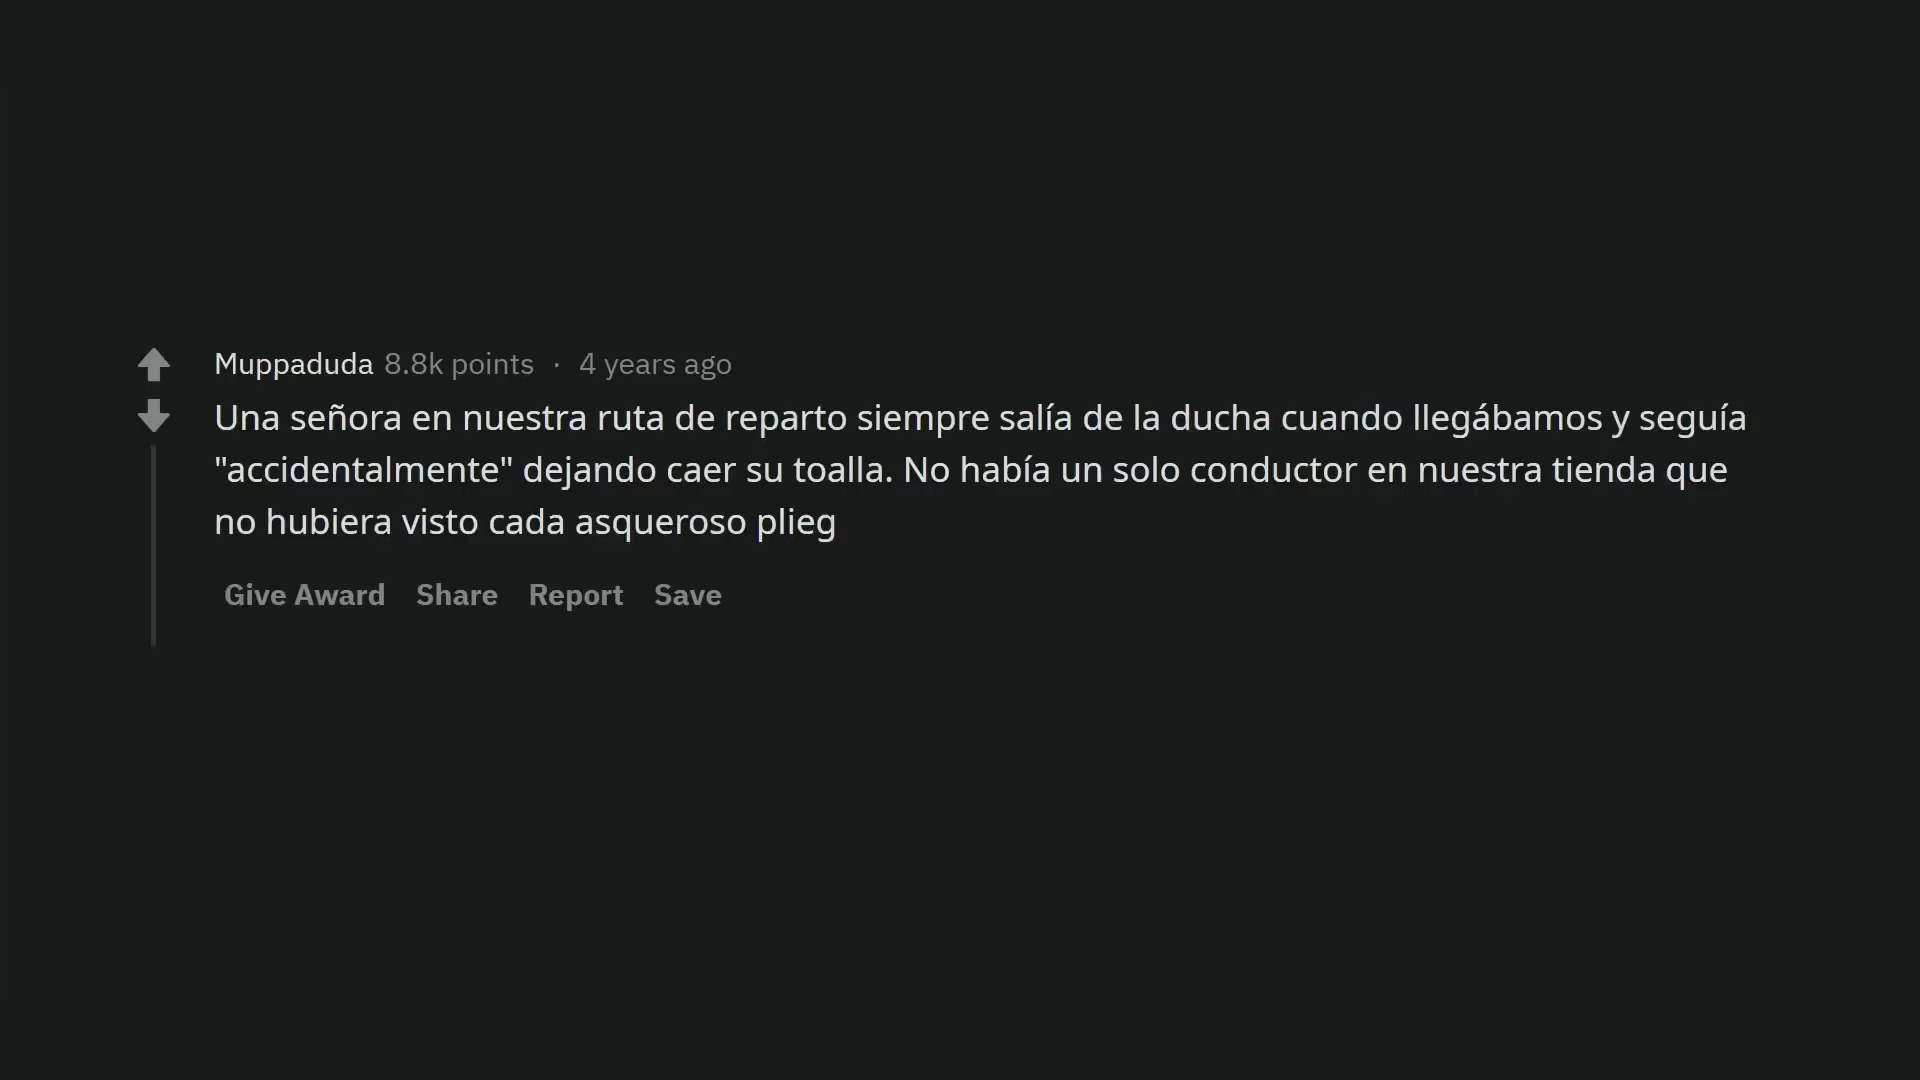 Muppaduda 8.8k points · 4 years ago
Una señora en nuestra ruta de reparto siempre salía de la ducha cuando llegábamos y seguía
"accidentalmente" dejando caer su toalla. No había un solo conductor en nuestra tienda que
no hubiera visto cada asqueroso plieg
Give Award Share Report Save